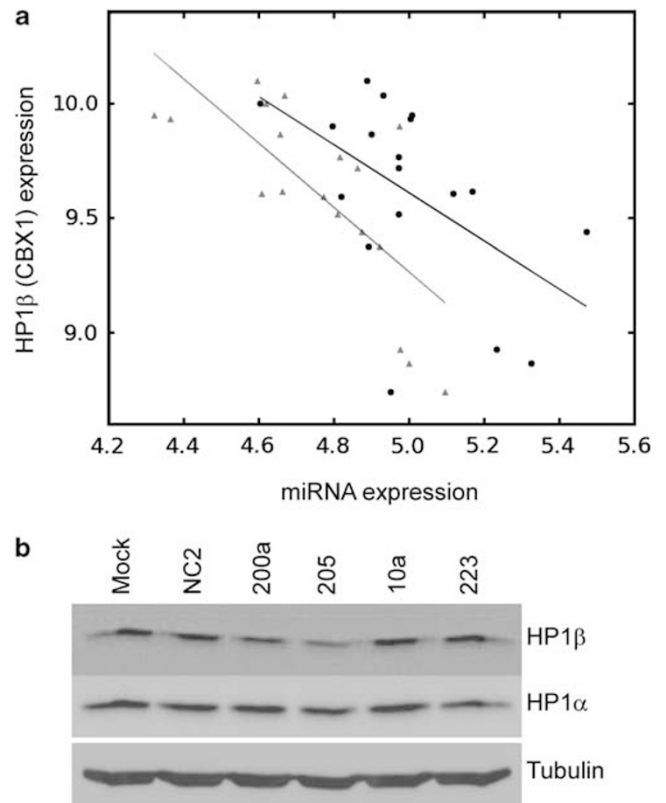 a
HP1β (CBX1) expression
10.0
9.5
9.0
4.2 4.4 4.6 4.8 5.0 5.2 5.4 5.6
miRNA expression
b
Mock NC2 200a 205 10a 223
HP1β
HP1α
Tubulin